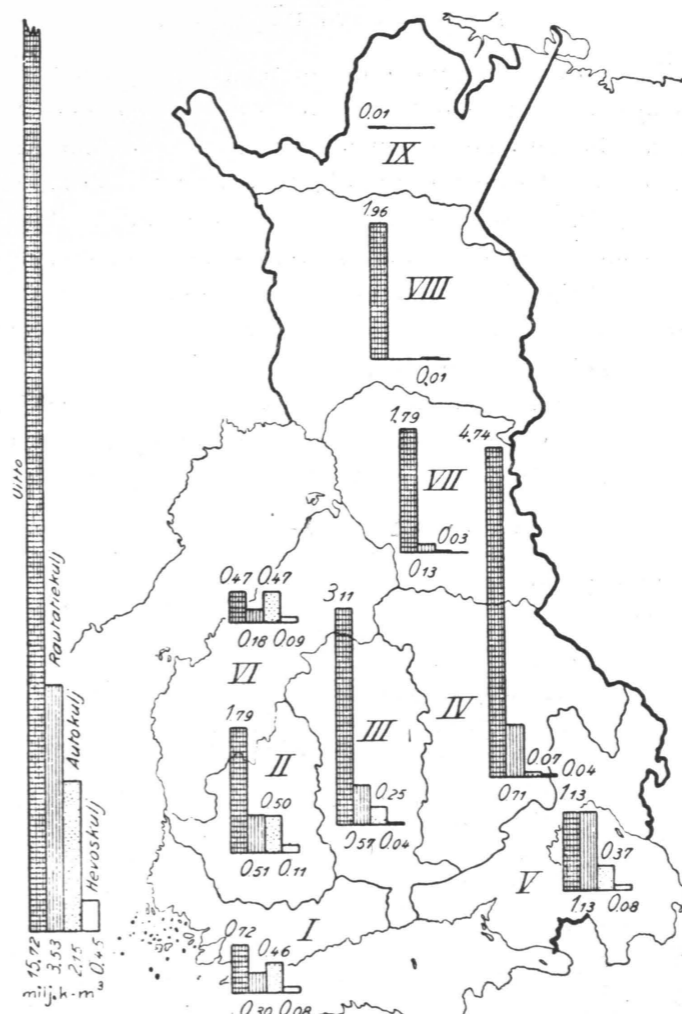 0.01
IX
1.96
VIII
0.01
1.79
4.74
VII
0.03
0.13
Uitto
Rautatiekulj
Autokulj
Hevoskulj
0.47 0.47
0.18 0.09
VI
3.11
1.79
II
III
IV
0.50
0.25
0.07
0.04
0.51 0.11
0.57 0.04
0.71
1.13
0.37
V
1.13 0.08
I
0.72
0.46
0.30 0.08
15.72
3.53
2.15
0.45
milj.k-m³